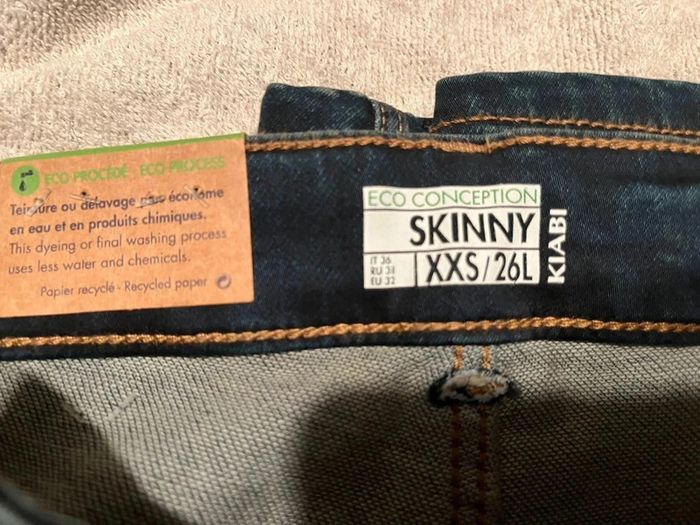 ECO PROCÉDÉ . ECO PROCESS
Teinture ou délavage plus économe
en eau et en produits chimiques.
This dyeing or final washing process
uses less water and chemicals.
Papier recyclé - Recycled paper
ECO CONCEPTION
SKINNY
IT 36
RU 38
EU 32
XXS/26L
KIABI